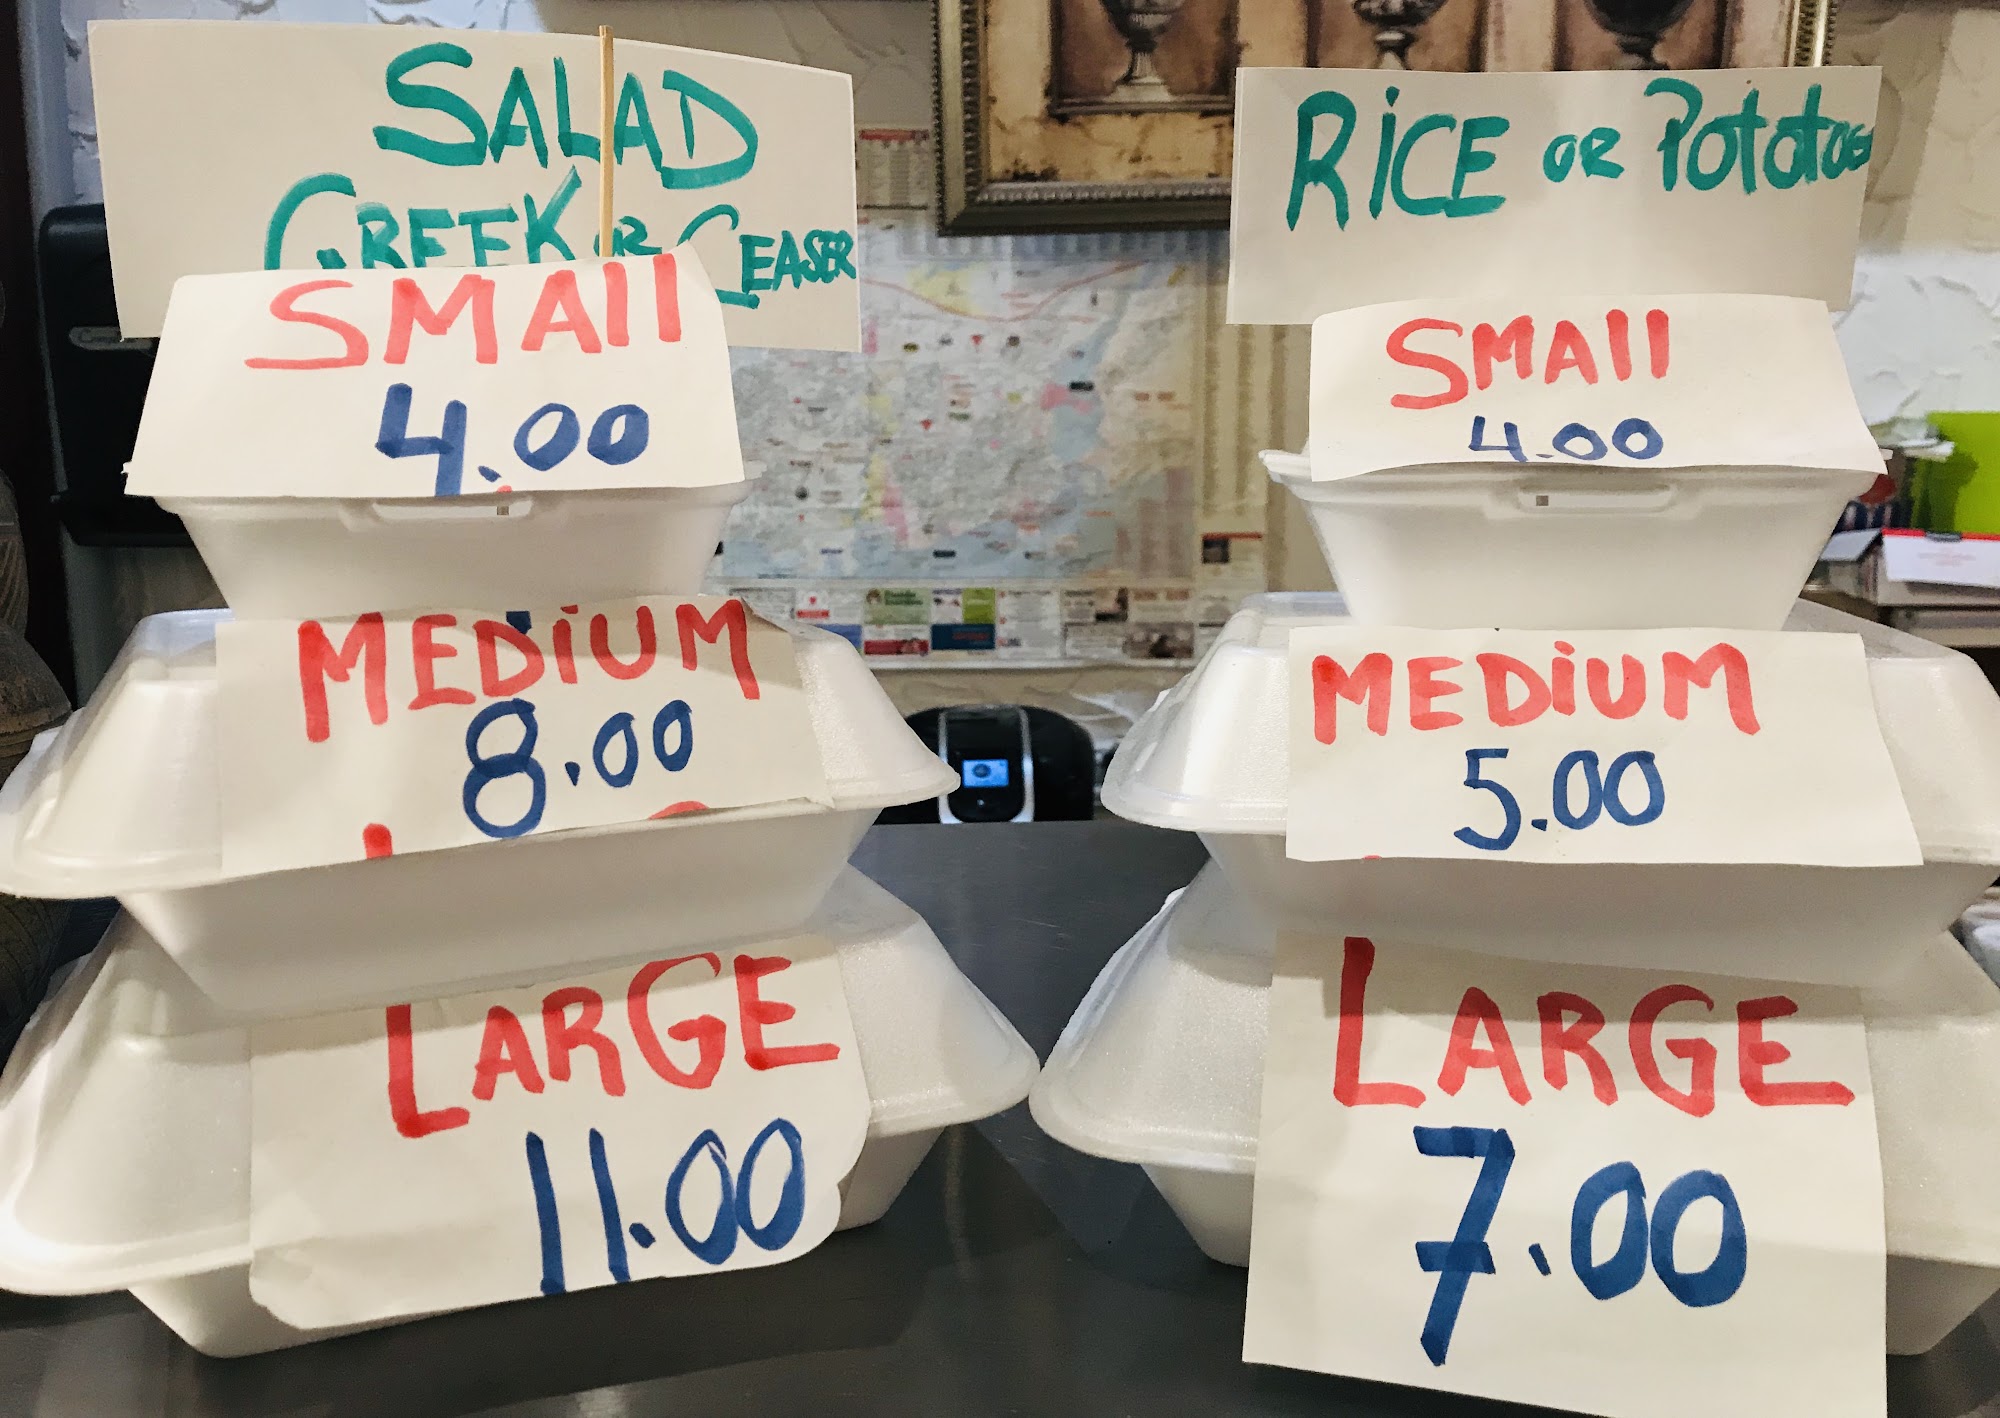 SALAD
GREEK OR CEASER
SMAll
4.00
MEDiUM
8.00
LARGE
11.00
RiCE OR Pototoes
SMAll
4.00
MEDiUM
5.00
LARGE
7.00